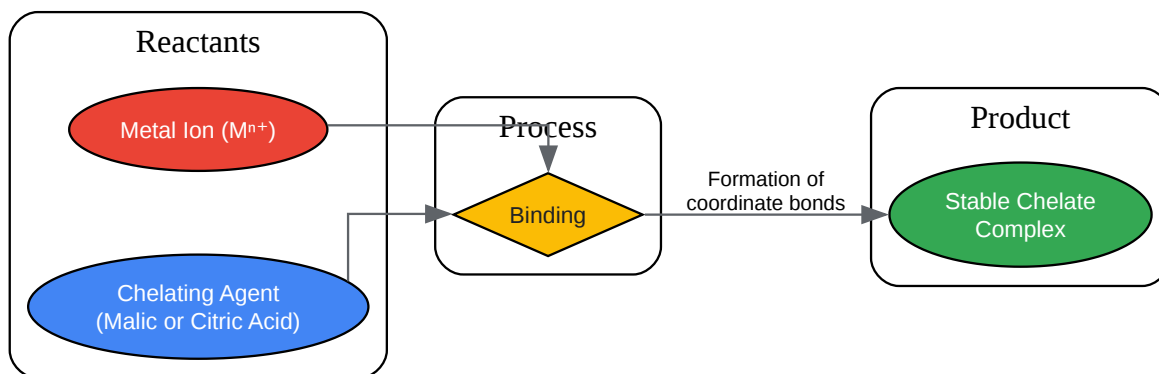 Reactants
Metal Ion (Mⁿ⁺)
Chelating Agent
(Malic or Citric Acid)
Process
Binding
Formation of
coordinate bonds
Product
Stable Chelate
Complex